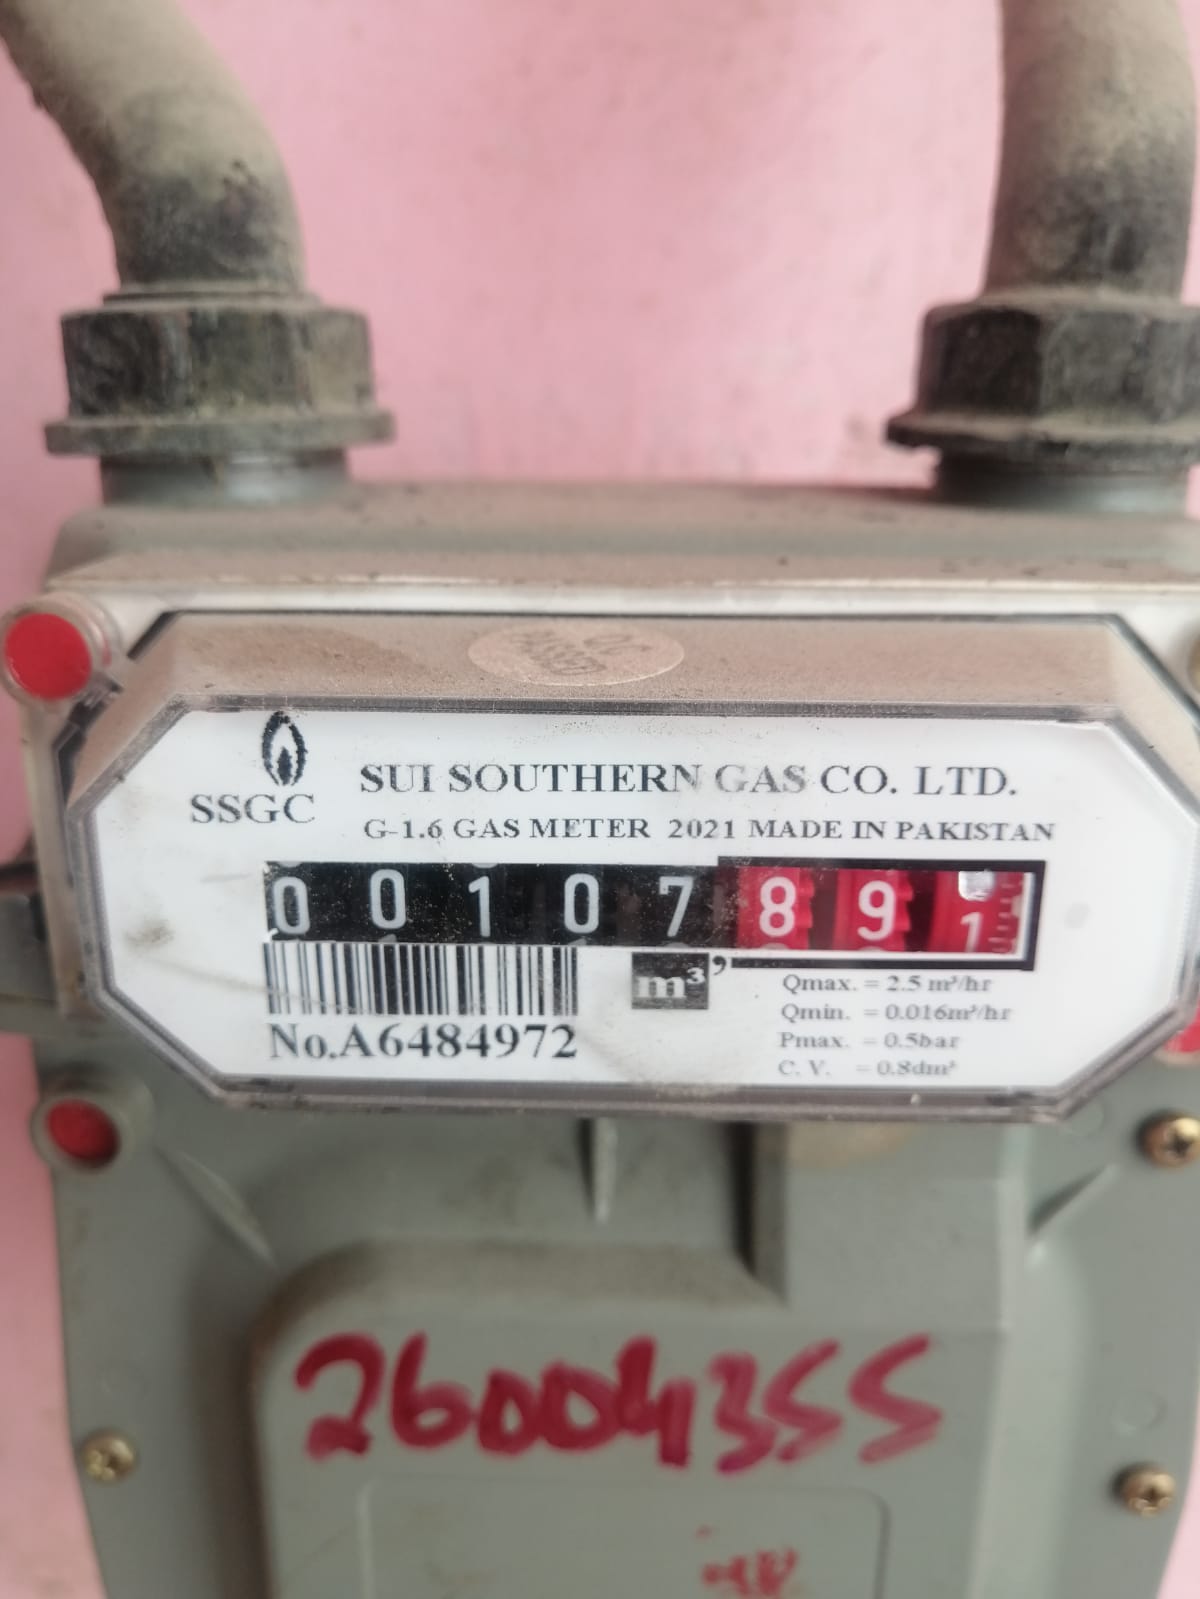 Q.C
PASSED
SSGC
SUI SOUTHERN GAS CO. LTD.
G-1.6 GAS METER 2021 MADE IN PAKISTAN
0 0 1 0 7 8 9 1
m³
No.A6484972
Qmax. = 2.5 m³/hr
Qmin. = 0.016m³/hr
Pmax. = 0.5bar
C. V. = 0.8dm³
26004355